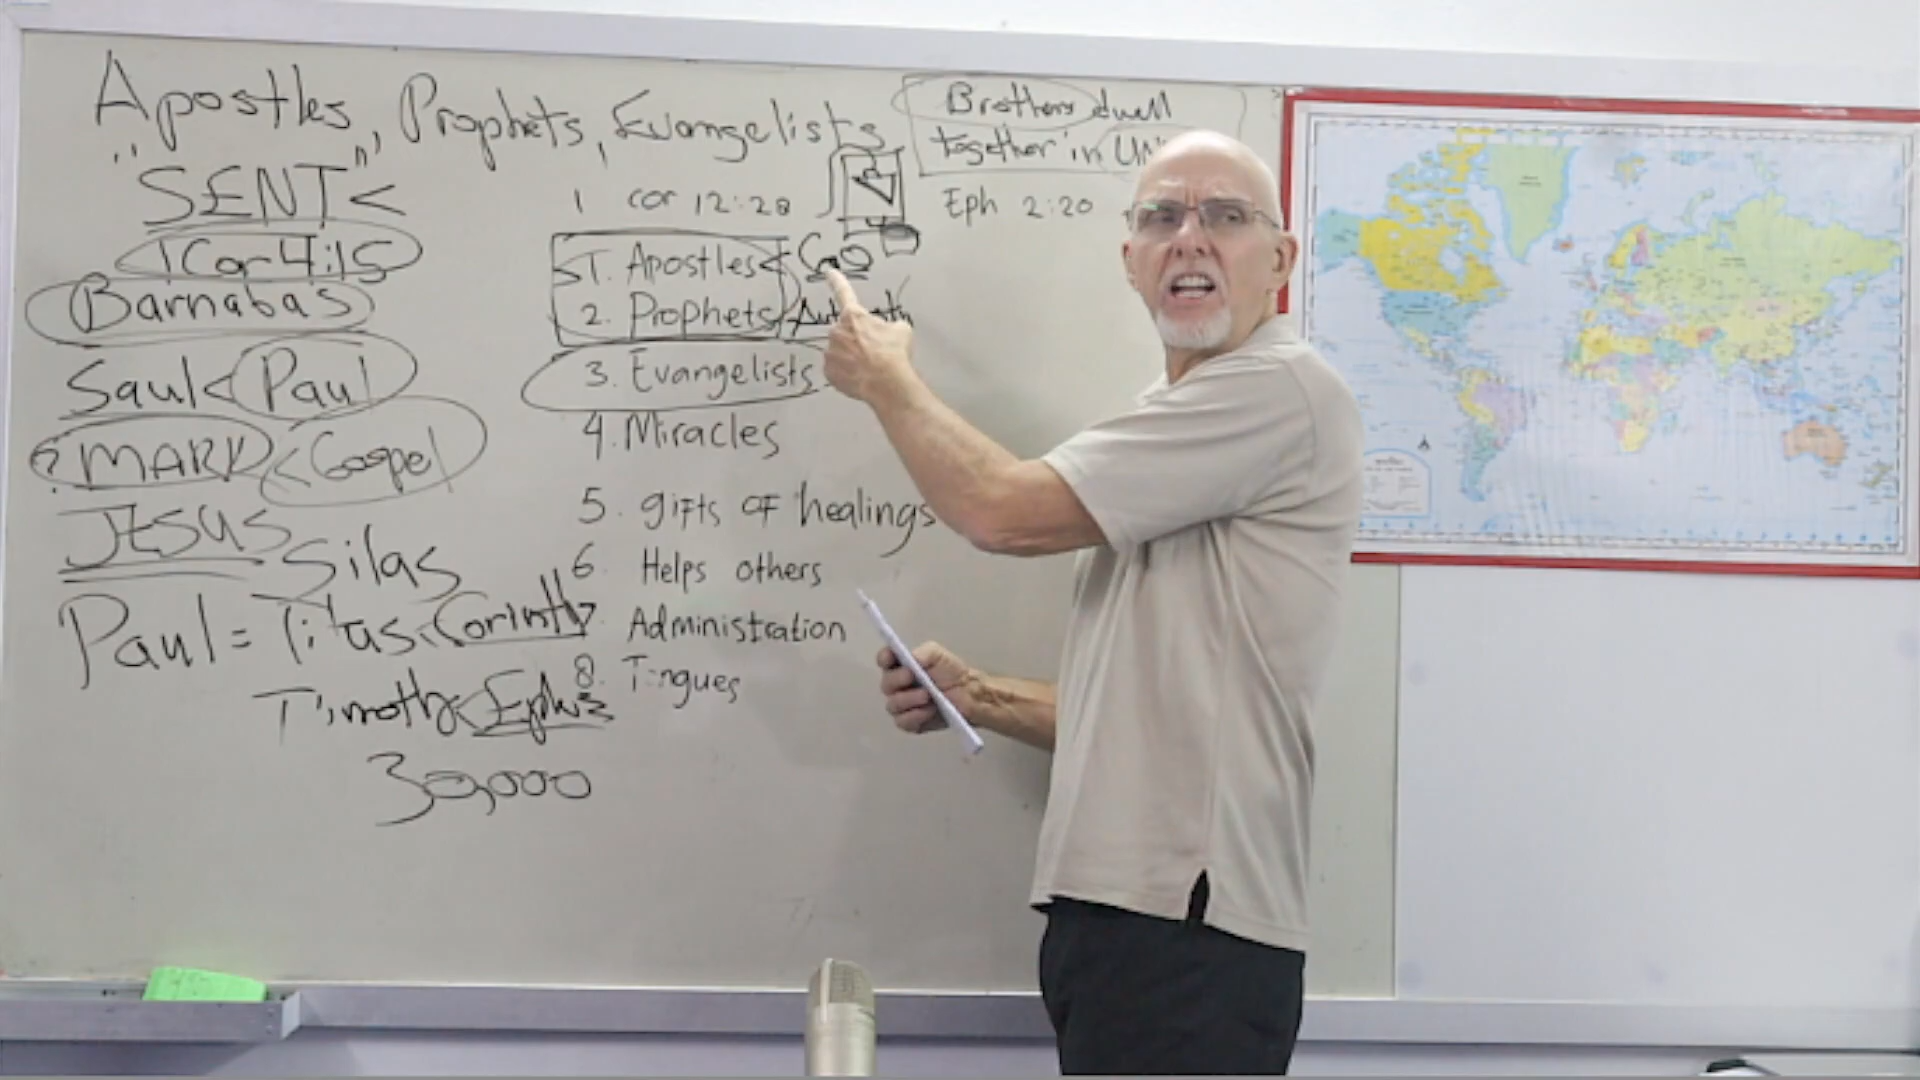 Apostles, Prophets, Evangelists
"SENT" <
1 Cor 4:15
Barnabas
Saul < Paul
? MARK < Gospel
JESUS
Silas
Paul = Titus Corinth
Timothy <
30,000
1 cor 12:28
1. Apostles <
2. Prophets
3. Evangelists
4. Miracles
5. gifts of healings
6 Helps others
Administration
8. Tongues
Brothers dwell
together in
Eph 2:20